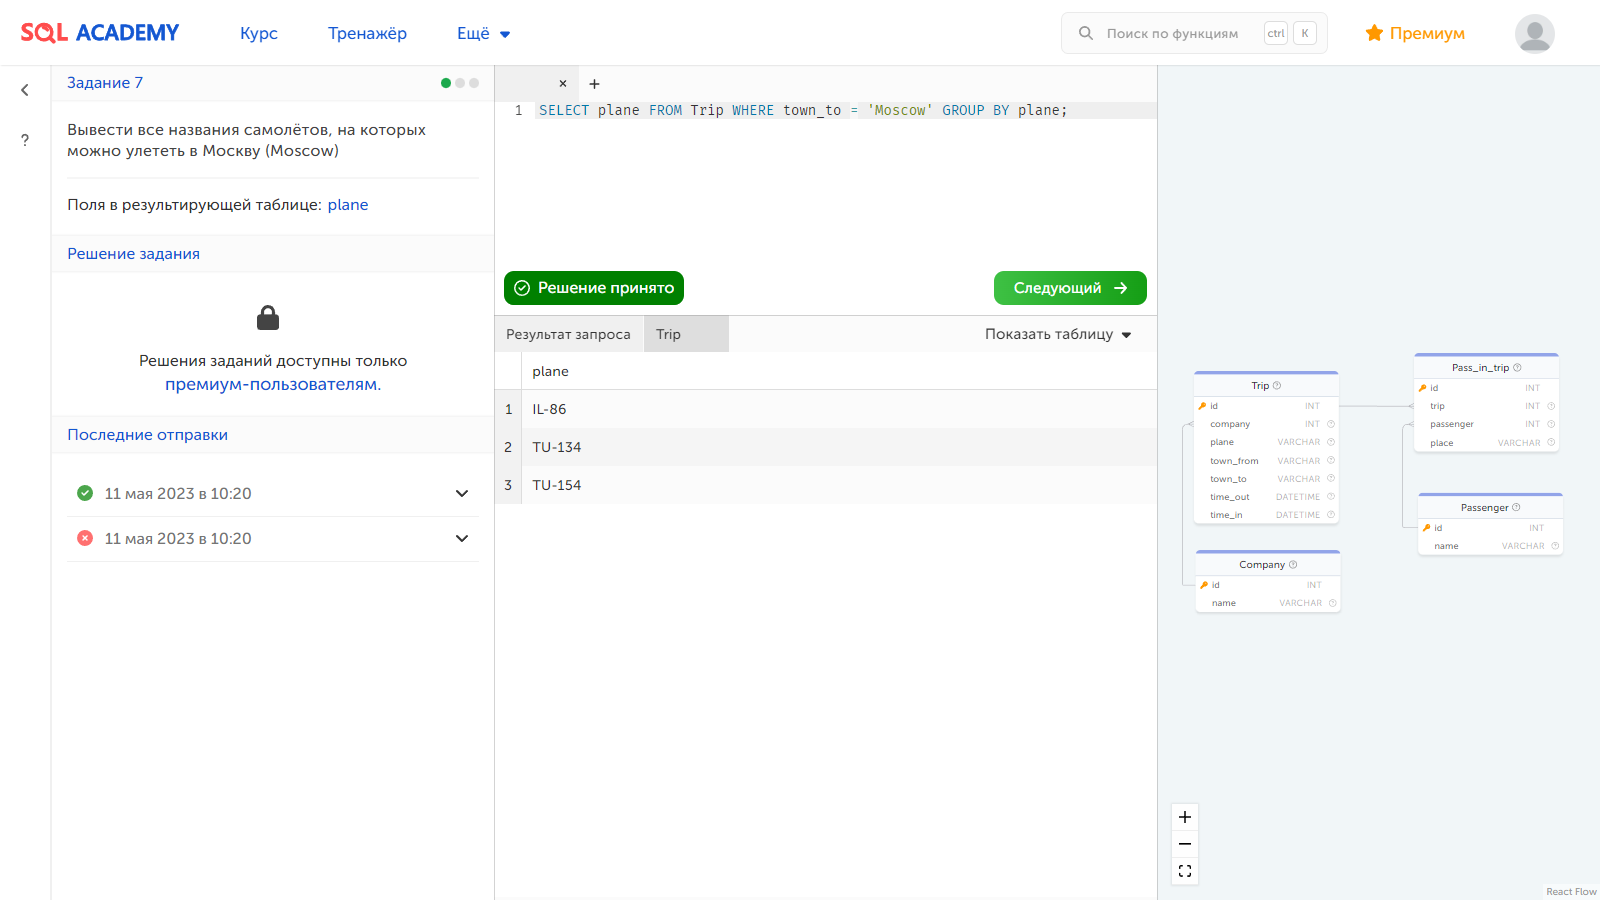 SQL ACADEMY
Курс
Тренажёр
Ещё
Поиск по функциям
ctrl
K
Премиум
Задание 7
Вывести все названия самолётов, на которых
можно улететь в Москву (Moscow)
Поля в результирующей таблице: plane
Решение задания
Решения заданий доступны только
премиум-пользователям.
Последние отправки
11 мая 2023 в 10:20
11 мая 2023 в 10:20
?
×
+
1 SELECT plane FROM Trip WHERE town_to = 'Moscow' GROUP BY plane;
Решение принято
Следующий
Результат запроса
Trip
Показать таблицу
plane
1 IL-86
2 TU-134
3 TU-154
Trip
id INT
company INT
plane VARCHAR
town_from VARCHAR
town_to VARCHAR
time_out DATETIME
time_in DATETIME
Company
id INT
name VARCHAR
Pass_in_trip
id INT
trip INT
passenger INT
place VARCHAR
Passenger
id INT
name VARCHAR
React Flow